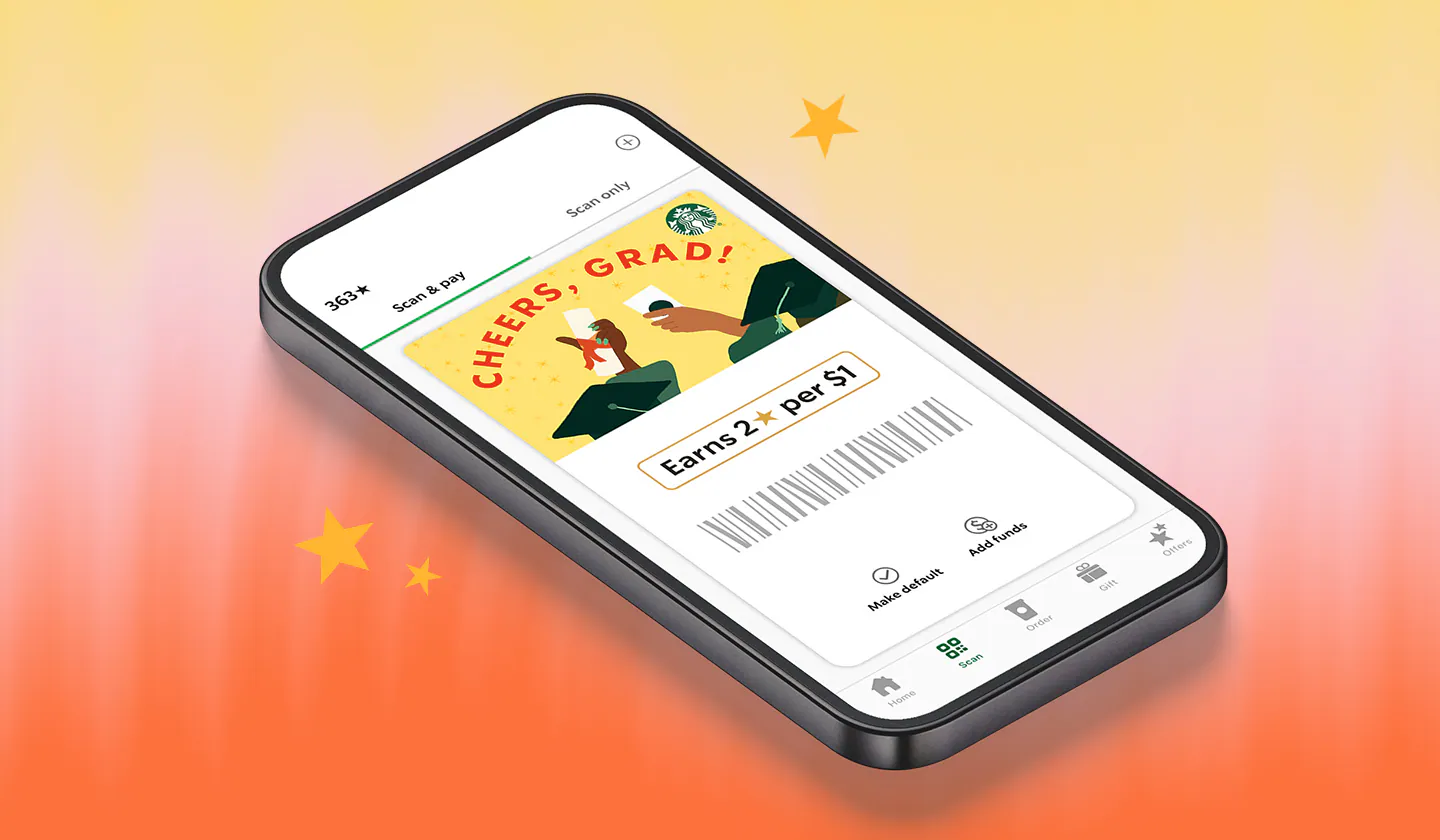 363★
Scan & pay
Scan only
CHEERS, GRAD!
Earns 2★ per $1
Make default
Add funds
Home
Scan
Order
Gift
Offers